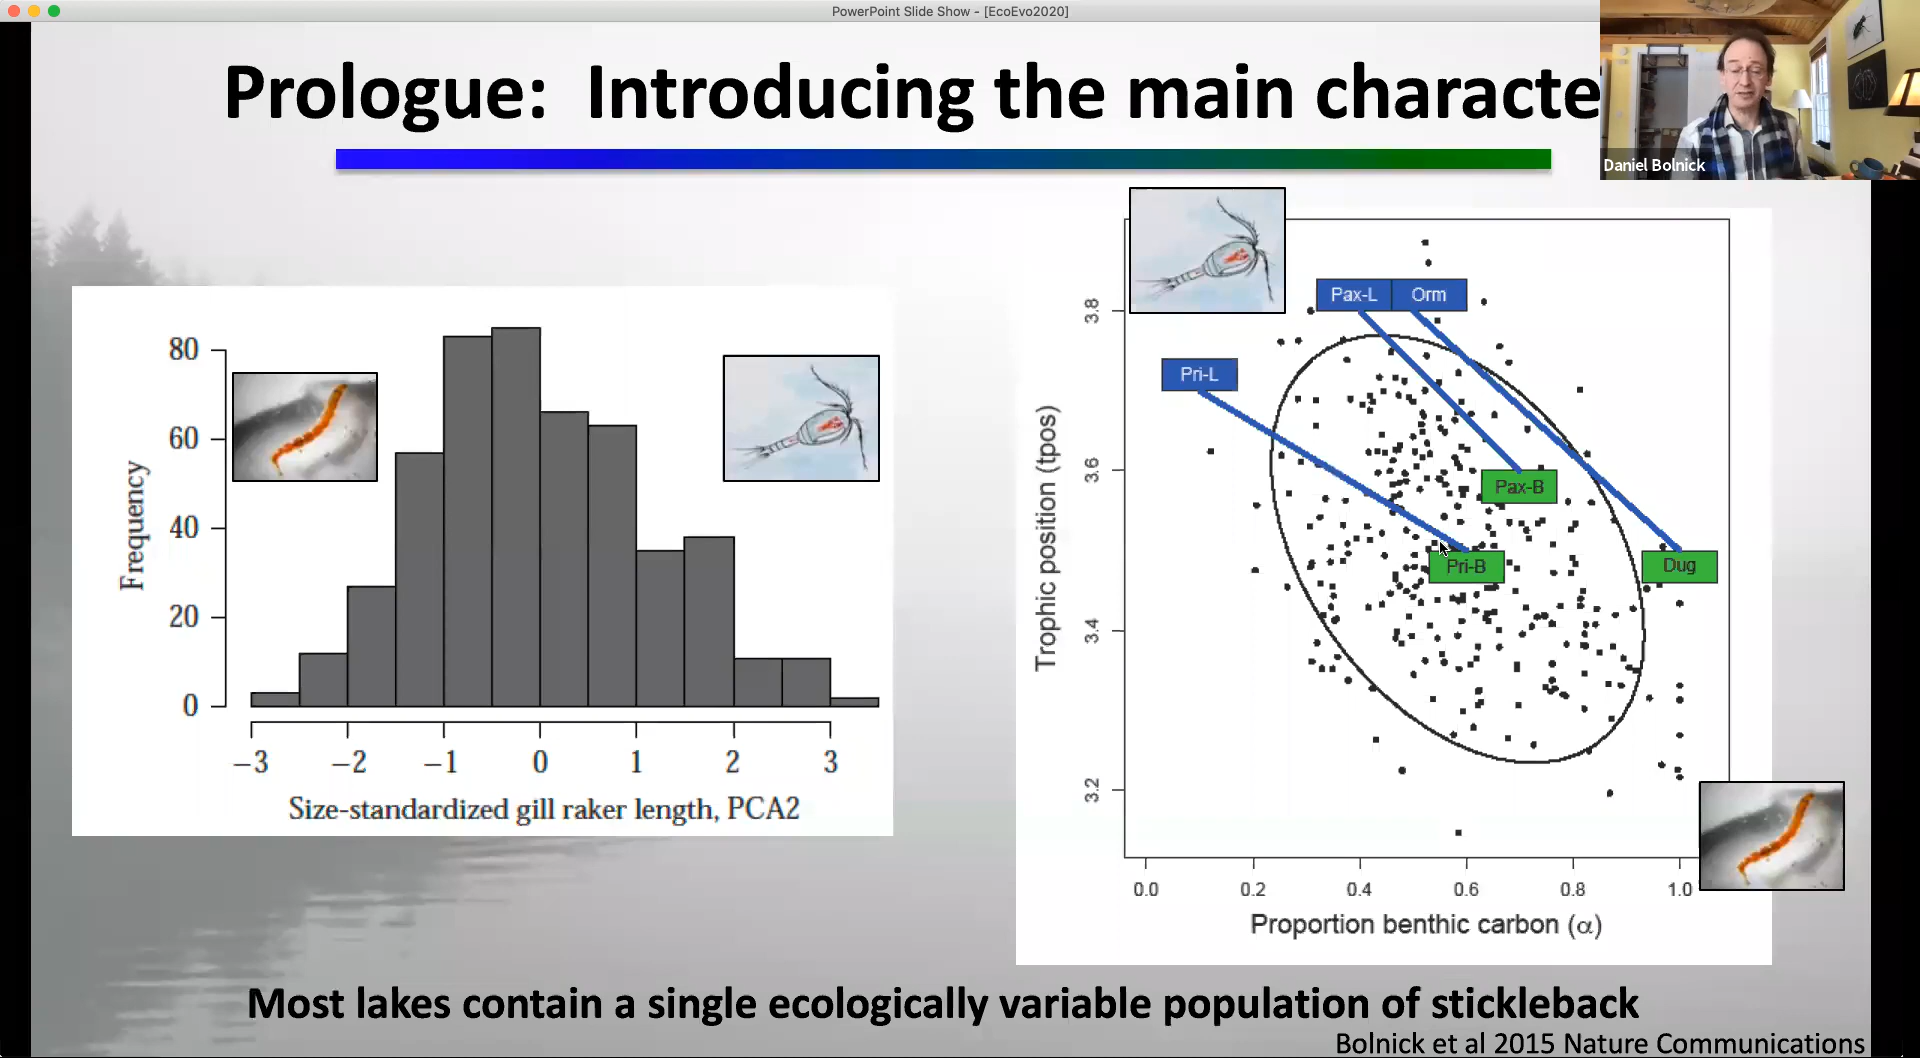 PowerPoint Slide Show - [EcoEvo2020]
Prologue: Introducing the main characte
Daniel Bolnick
80
60
40
20
0
Frequency
−3 −2 −1 0 1 2 3
Size-standardized gill raker length, PCA2
Pax-L Orm
Pri-L
Pax-B
Pri-B
Dug
3.8
3.6
3.4
3.2
Trophic position (tpos)
0.0 0.2 0.4 0.6 0.8 1.0
Proportion benthic carbon (α)
Most lakes contain a single ecologically variable population of stickleback
Bolnick et al 2015 Nature Communications